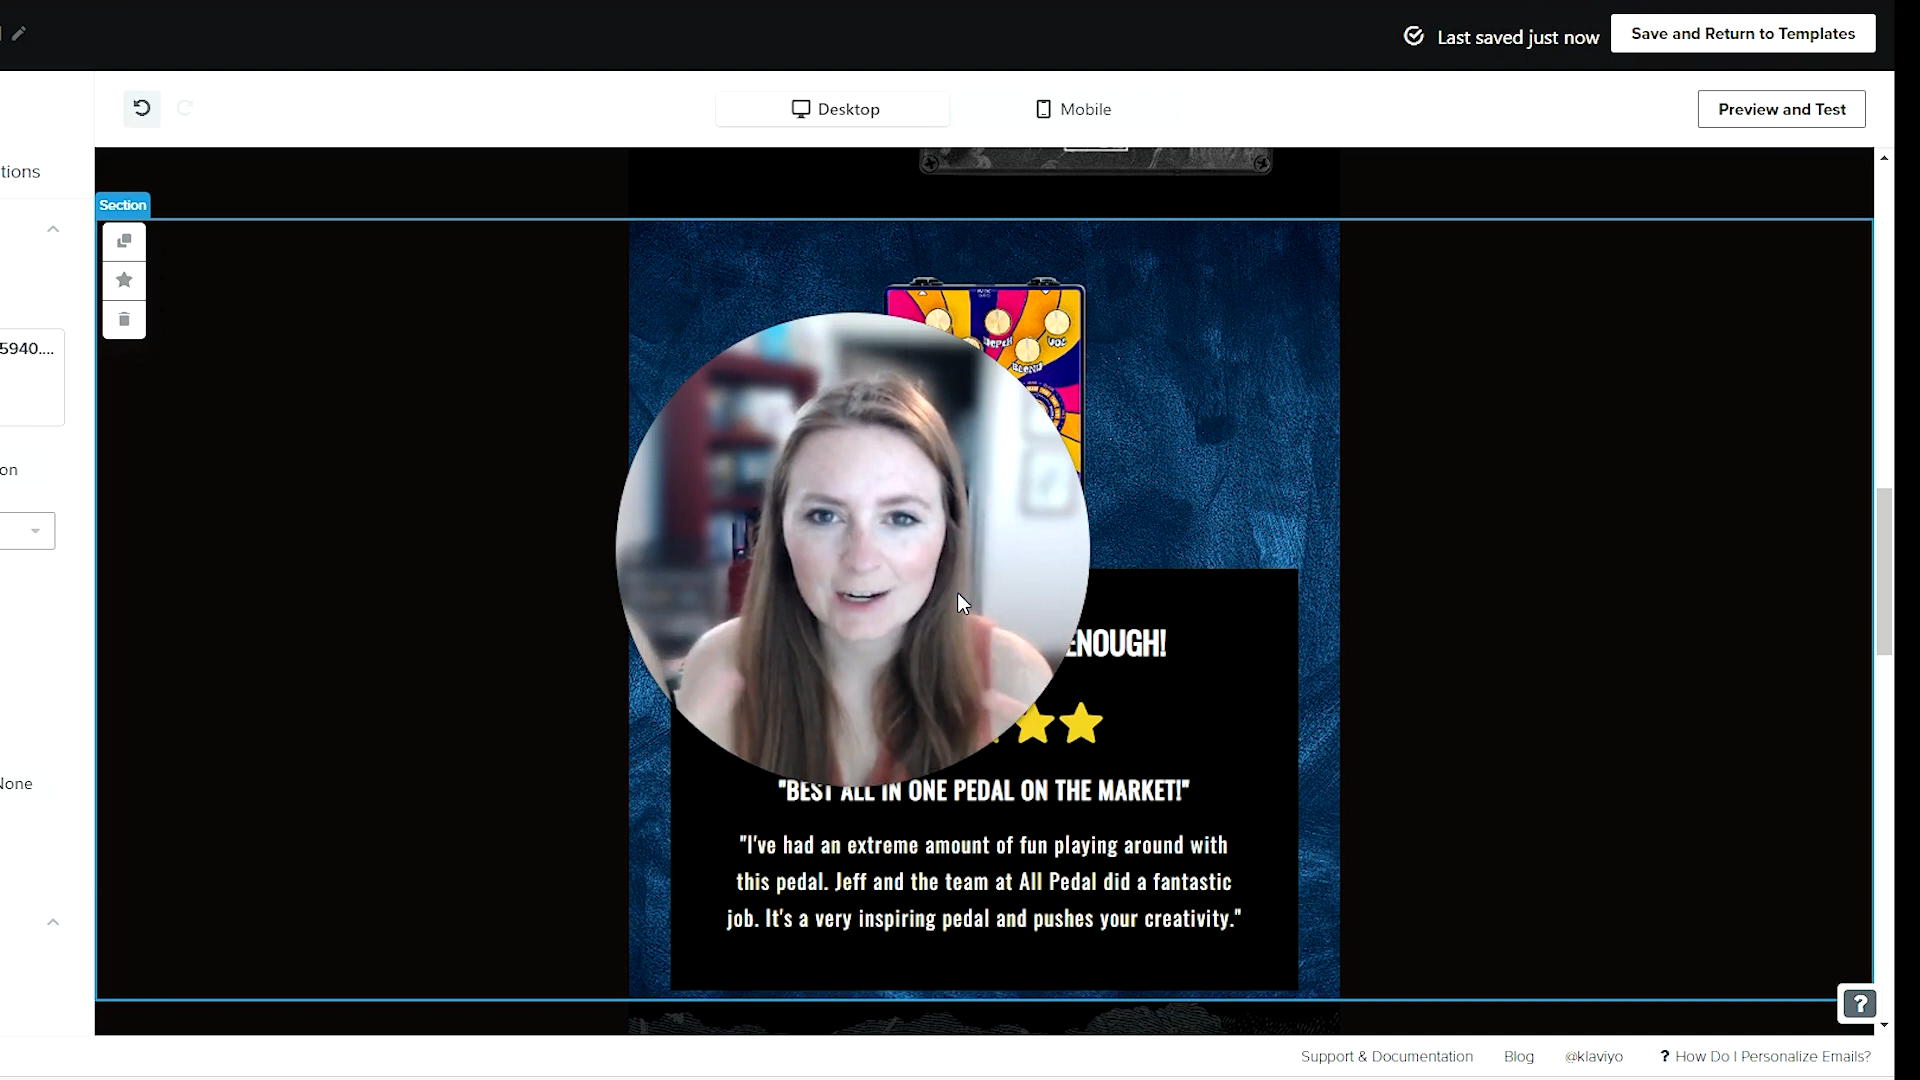 Last saved just now
Save and Return to Templates
Desktop
Mobile
Preview and Test
tions
Section
5940....
on
DEPTH
VOL
BLEND
ENOUGH!
"BEST ALL IN ONE PEDAL ON THE MARKET!"
"I've had an extreme amount of fun playing around with
this pedal. Jeff and the team at All Pedal did a fantastic
job. It's a very inspiring pedal and pushes your creativity."
None
?
Support & Documentation
Blog
@klaviyo
? How Do I Personalize Emails?